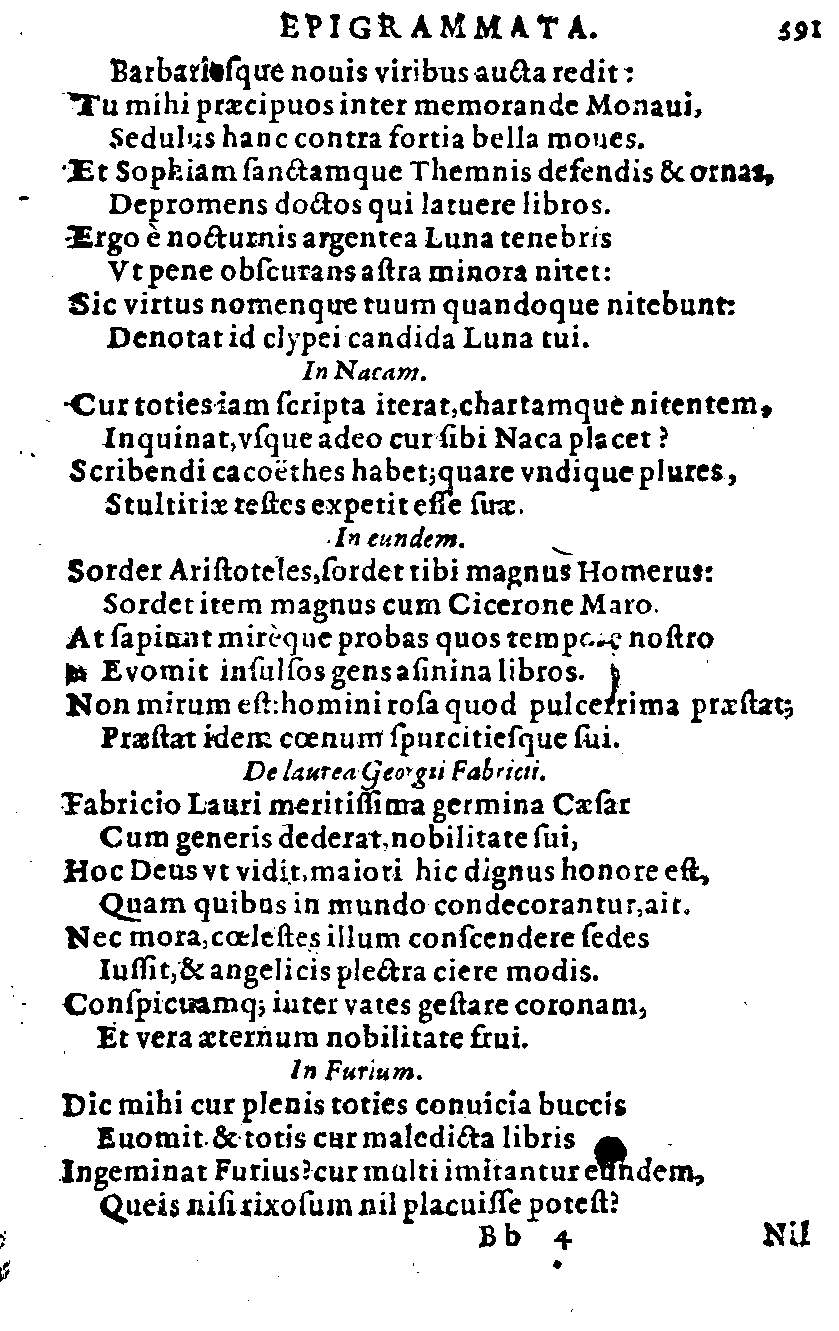 EPIGRAMMATA. 591
Barbariesque nouis viribus aucta redit:
Tu mihi præcipuos inter memorande Monaui,
Sedulus hanc contra fortia bella moues.
Et Sophiam sanctamque Themnis defendis & ornas,
Depromens doctos qui latuere libros.
Ergo è nocturnis argentea Luna tenebris
Vt pene obscurans astra minora nitet:
Sic virtus nomenque tuum quandoque nitebunt:
Denotat id clypei candida Luna tui.
In Nacam.
Cur toties iam scripta iterat, chartamque nitentem,
Inquinat, vsque adeo cur sibi Naca placet?
Scribendi cacoëthes habet; quare vndique plures,
Stultitiæ testes expetit esse suæ.
In eundem.
Sordet Aristoteles, sordet tibi magnus Homerus:
Sordet item magnus cum Cicerone Maro.
At sapiunt mirèque probas quos tempore nostro
Evomit insulsos gens asinina libros.
Non mirum est: homini rosa quod pulcerrima præstat;
Præstat idem cœnum spurcitiesque sui.
De laurea Georgii Fabricii.
Fabricio Lauri meritissima germina Cæsar
Cum generis dederat, nobilitate sui,
Hoc Deus vt vidit, maiori hic dignus honore est,
Quam quibus in mundo condecorantur, ait.
Nec mora, cœlestes illum conscendere sedes
Iussit, & angelicis plectra ciere modis.
Conspicuamq; inter vates gestare coronam,
Et vera æternum nobilitate frui.
In Furium.
Dic mihi cur plenis toties conuicia buccis
Euomit & totis cur maledicta libris
Ingeminat Furius? cur multi imitantur eundem,
Queis nisi rixosum nil placuisse potest?
Bb 4 Nil